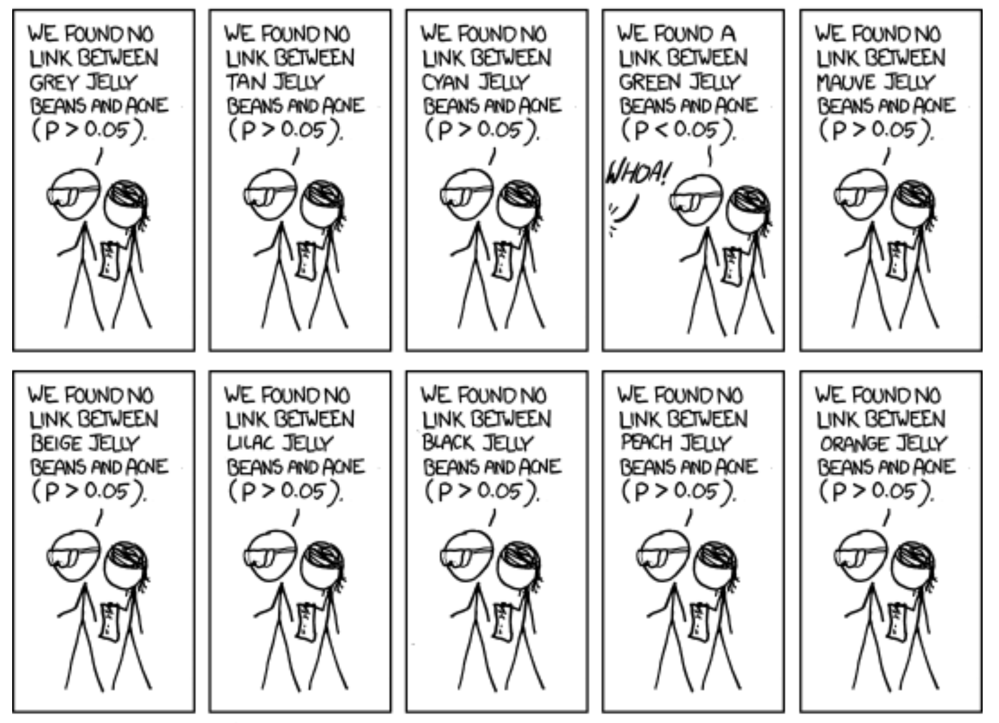 WE FOUND NO
LINK BETWEEN
GREY JELLY
BEANS AND ACNE
(P > 0.05).
WE FOUND NO
LINK BETWEEN
TAN JELLY
BEANS AND ACNE
(P > 0.05).
WE FOUND NO
LINK BETWEEN
CYAN JELLY
BEANS AND ACNE
(P > 0.05).
WE FOUND A
LINK BETWEEN
GREEN JELLY
BEANS AND ACNE
(P < 0.05).
WHOA!
WE FOUND NO
LINK BETWEEN
MAUVE JELLY
BEANS AND ACNE
(P > 0.05).
WE FOUND NO
LINK BETWEEN
BEIGE JELLY
BEANS AND ACNE
(P > 0.05).
WE FOUND NO
LINK BETWEEN
LILAC JELLY
BEANS AND ACNE
(P > 0.05).
WE FOUND NO
LINK BETWEEN
BLACK JELLY
BEANS AND ACNE
(P > 0.05).
WE FOUND NO
LINK BETWEEN
PEACH JELLY
BEANS AND ACNE
(P > 0.05).
WE FOUND NO
LINK BETWEEN
ORANGE JELLY
BEANS AND ACNE
(P > 0.05).